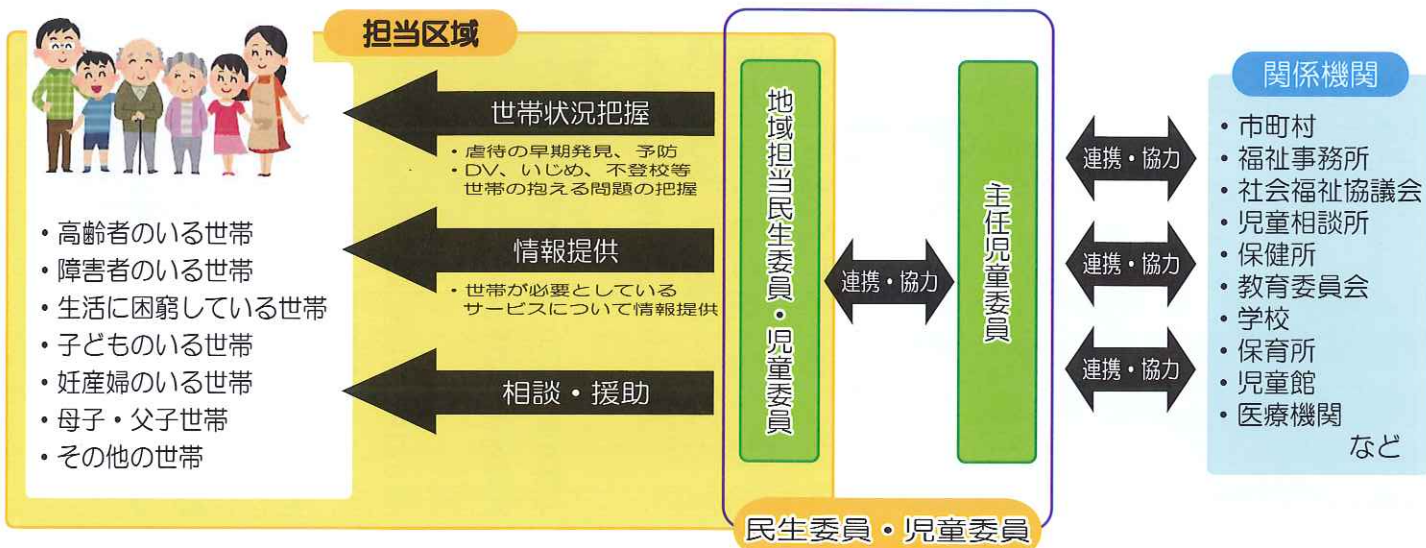 担当区域
・高齢者のいる世帯
・障害者のいる世帯
・生活に困窮している世帯
・子どものいる世帯
・妊産婦のいる世帯
・母子・父子世帯
・その他の世帯
世帯状況把握
・虐待の早期発見、予防
・DV、いじめ、不登校等
世帯の抱える問題の把握
情報提供
・世帯が必要としている
サービスについて情報提供
相談・援助
地域担当民生委員・児童委員
連携・協力
主任児童委員
民生委員・児童委員
連携・協力
連携・協力
連携・協力
関係機関
・市町村
・福祉事務所
・社会福祉協議会
・児童相談所
・保健所
・教育委員会
・学校
・保育所
・児童館
・医療機関
など